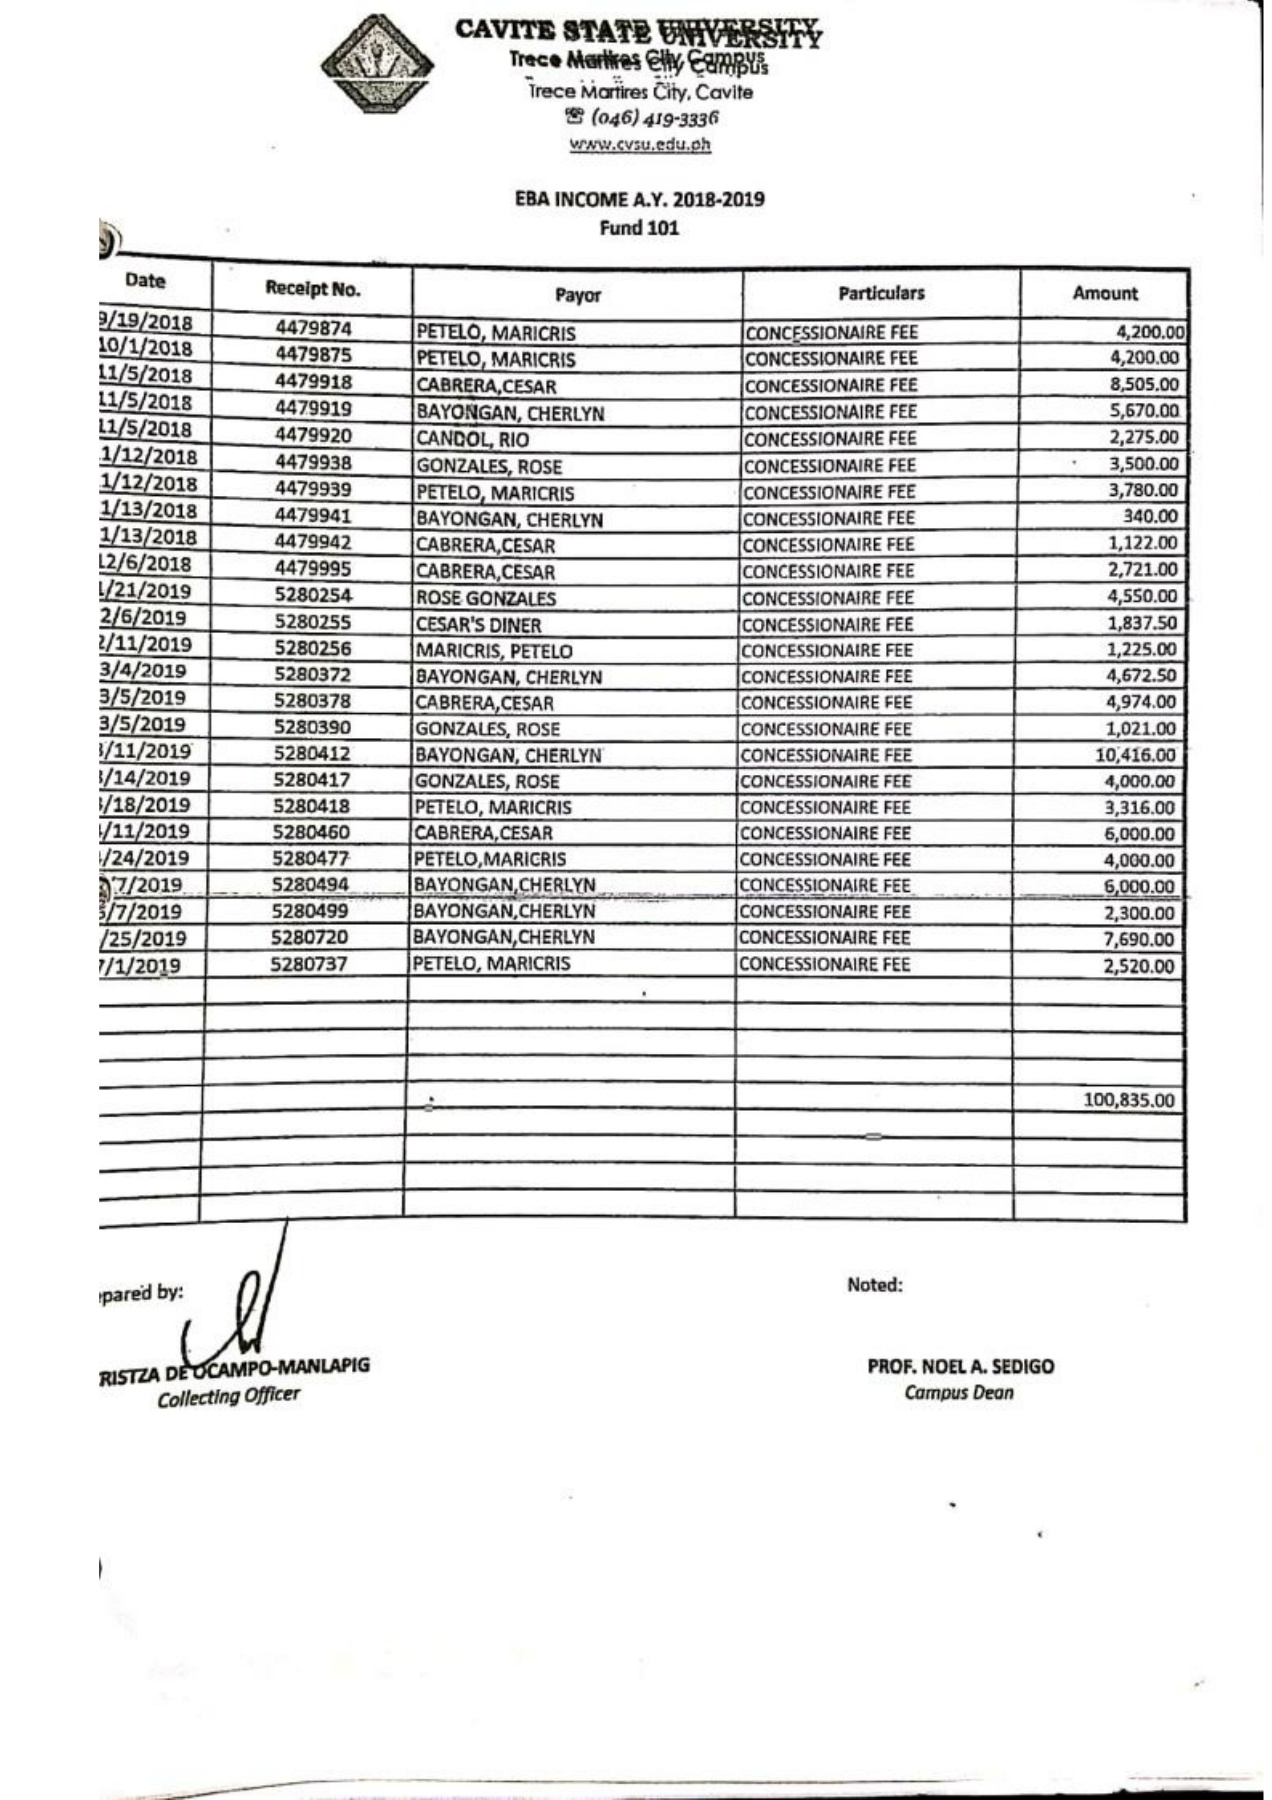 CAVITE STATE UNIVERSITY
Trece Martires City Campus
Trece Martires City, Cavite
☎ (046) 419-3336
www.cvsu.edu.ph
EBA INCOME A.Y. 2018-2019
Fund 101
Date Receipt No. Payor Particulars Amount
9/19/2018 4479874 PETELO, MARICRIS CONCESSIONAIRE FEE 4,200.00
10/1/2018 4479875 PETELO, MARICRIS CONCESSIONAIRE FEE 4,200.00
11/5/2018 4479918 CABRERA,CESAR CONCESSIONAIRE FEE 8,505.00
11/5/2018 4479919 BAYONGAN, CHERLYN CONCESSIONAIRE FEE 5,670.00
11/5/2018 4479920 CANDOL, RIO CONCESSIONAIRE FEE 2,275.00
1/12/2018 4479938 GONZALES, ROSE CONCESSIONAIRE FEE 3,500.00
1/12/2018 4479939 PETELO, MARICRIS CONCESSIONAIRE FEE 3,780.00
1/13/2018 4479941 BAYONGAN, CHERLYN CONCESSIONAIRE FEE 340.00
1/13/2018 4479942 CABRERA,CESAR CONCESSIONAIRE FEE 1,122.00
12/6/2018 4479995 CABRERA,CESAR CONCESSIONAIRE FEE 2,721.00
1/21/2019 5280254 ROSE GONZALES CONCESSIONAIRE FEE 4,550.00
2/6/2019 5280255 CESAR'S DINER CONCESSIONAIRE FEE 1,837.50
2/11/2019 5280256 MARICRIS, PETELO CONCESSIONAIRE FEE 1,225.00
3/4/2019 5280372 BAYONGAN, CHERLYN CONCESSIONAIRE FEE 4,672.50
3/5/2019 5280378 CABRERA,CESAR CONCESSIONAIRE FEE 4,974.00
3/5/2019 5280390 GONZALES, ROSE CONCESSIONAIRE FEE 1,021.00
/11/2019 5280412 BAYONGAN, CHERLYN CONCESSIONAIRE FEE 10,416.00
/14/2019 5280417 GONZALES, ROSE CONCESSIONAIRE FEE 4,000.00
/18/2019 5280418 PETELO, MARICRIS CONCESSIONAIRE FEE 3,316.00
/11/2019 5280460 CABRERA,CESAR CONCESSIONAIRE FEE 6,000.00
/24/2019 5280477 PETELO,MARICRIS CONCESSIONAIRE FEE 4,000.00
7/2019 5280494 BAYONGAN,CHERLYN CONCESSIONAIRE FEE 6,000.00
/7/2019 5280499 BAYONGAN,CHERLYN CONCESSIONAIRE FEE 2,300.00
/25/2019 5280720 BAYONGAN,CHERLYN CONCESSIONAIRE FEE 7,690.00
7/1/2019 5280737 PETELO, MARICRIS CONCESSIONAIRE FEE 2,520.00
100,835.00
epared by: Noted:
RISTZA DE OCAMPO-MANLAPIG PROF. NOEL A. SEDIGO
Collecting Officer Campus Dean